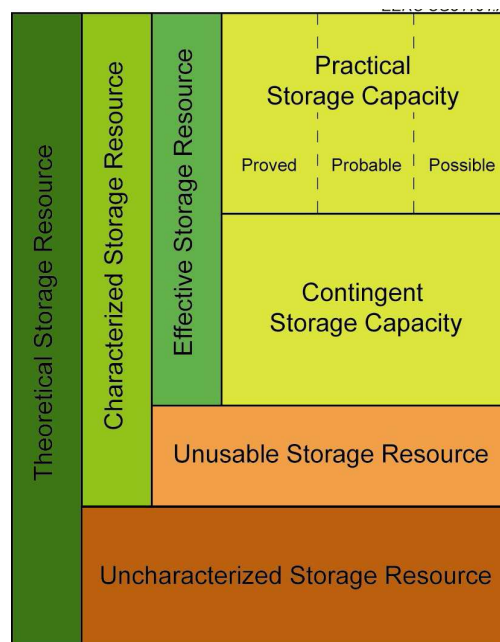 Theoretical Storage Resource
Characterized Storage Resource
Effective Storage Resource
Practical
Storage Capacity
Proved
Probable
Possible
Contingent
Storage Capacity
Unusable Storage Resource
Uncharacterized Storage Resource